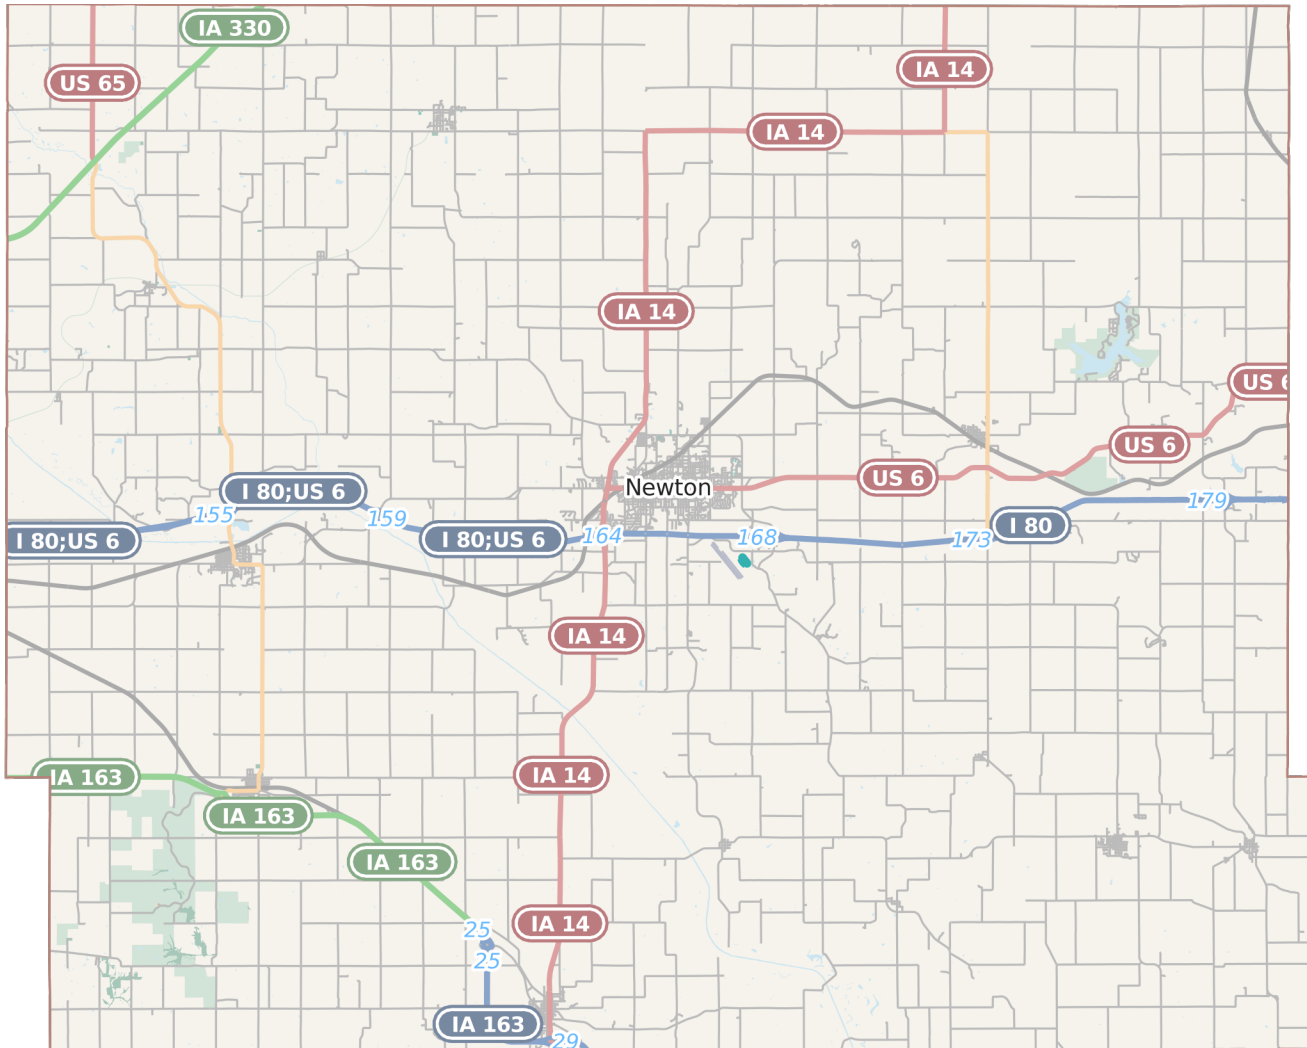 IA 330
US 65
IA 14
IA 14
IA 14
US 6
US 6
US 6
Newton
I 80;US 6
155
159
I 80;US 6
I 80;US 6
164
168
173
I 80
179
IA 14
IA 163
IA 14
IA 163
IA 163
IA 14
25
25
IA 163
29